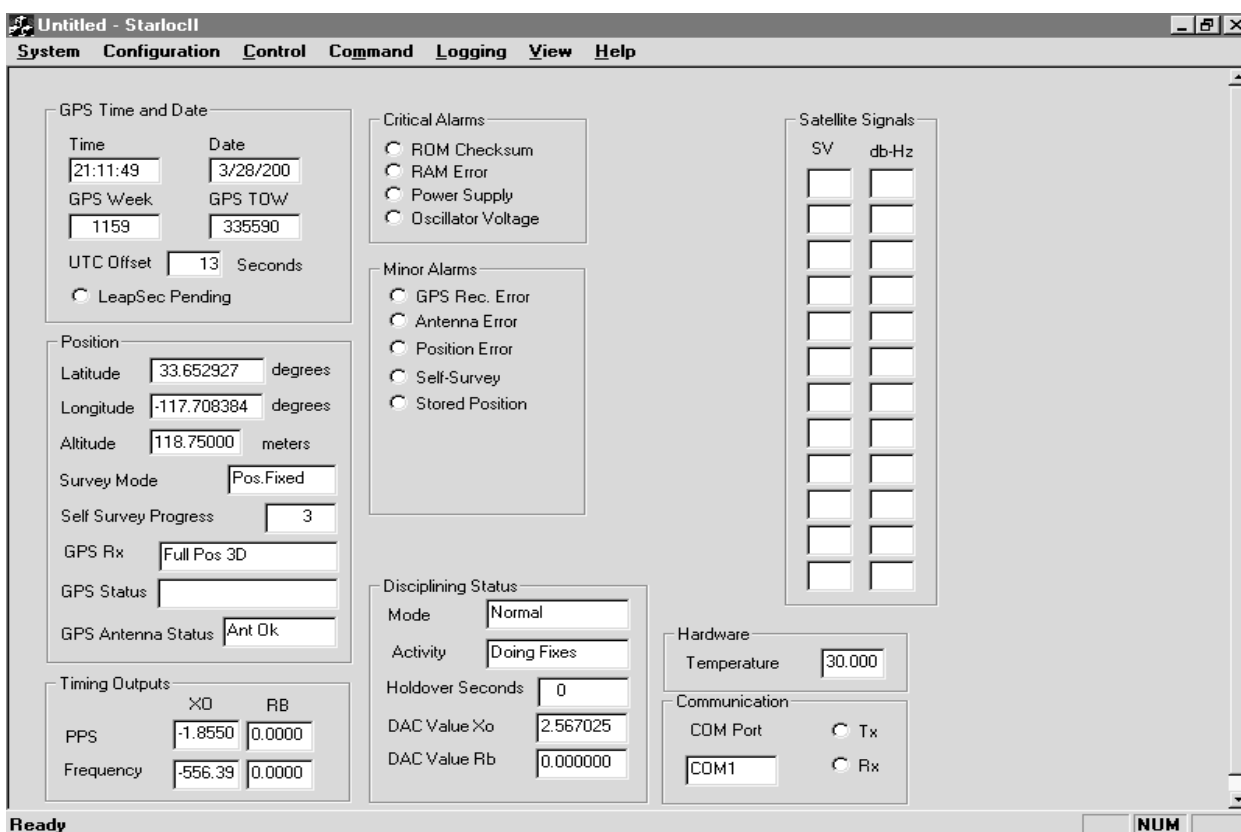 Untitled - StarlocII
System Configuration Control Command Logging View Help
GPS Time and Date
Time Date
21:11:49 3/28/200
GPS Week GPS TOW
1159 335590
UTC Offset 13 Seconds
LeapSec Pending
Position
Latitude 33.652927 degrees
Longitude -117.708384 degrees
Altitude 118.75000 meters
Survey Mode Pos.Fixed
Self Survey Progress 3
GPS Rx Full Pos 3D
GPS Status
GPS Antenna Status Ant Ok
Timing Outputs
XO RB
PPS -1.8550 0.0000
Frequency -556.39 0.0000
Critical Alarms
ROM Checksum
RAM Error
Power Supply
Oscillator Voltage
Minor Alarms
GPS Rec. Error
Antenna Error
Position Error
Self-Survey
Stored Position
Disciplining Status
Mode Normal
Activity Doing Fixes
Holdover Seconds 0
DAC Value Xo 2.567025
DAC Value Rb 0.000000
Satellite Signals
SV db-Hz
Hardware
Temperature 30.000
Communication
COM Port Tx
COM1 Rx
Ready NUM